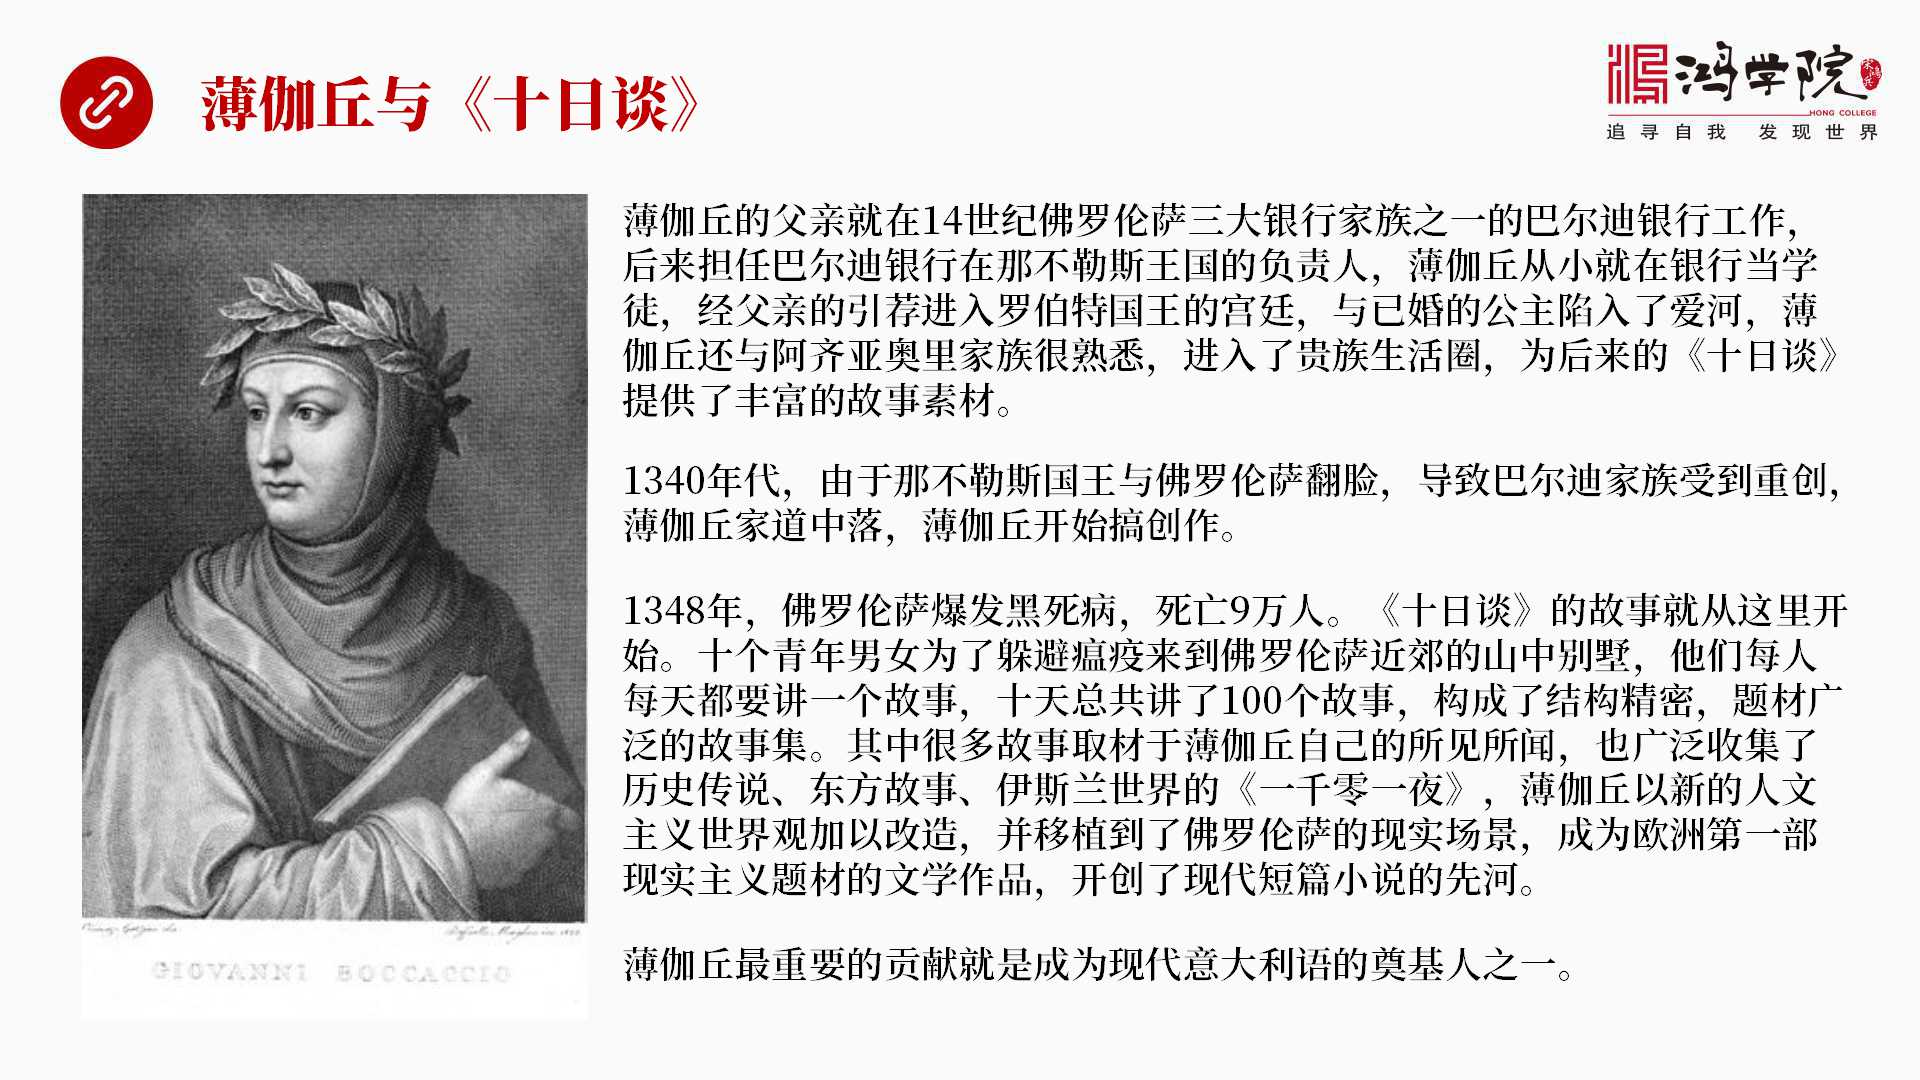 薄伽丘与《十日谈》
鸿学院
HONG COLLEGE
追寻自我 发现世界
薄伽丘的父亲就在14世纪佛罗伦萨三大银行家族之一的巴尔迪银行工作，
后来担任巴尔迪银行在那不勒斯王国的负责人，薄伽丘从小就在银行当学
徒，经父亲的引荐进入罗伯特国王的宫廷，与已婚的公主陷入了爱河，薄
伽丘还与阿齐亚奥里家族很熟悉，进入了贵族生活圈，为后来的《十日谈》
提供了丰富的故事素材。
1340年代，由于那不勒斯国王与佛罗伦萨翻脸，导致巴尔迪家族受到重创，
薄伽丘家道中落，薄伽丘开始搞创作。
1348年，佛罗伦萨爆发黑死病，死亡9万人。《十日谈》的故事就从这里开
始。十个青年男女为了躲避瘟疫来到佛罗伦萨近郊的山中别墅，他们每人
每天都要讲一个故事，十天总共讲了100个故事，构成了结构精密，题材广
泛的故事集。其中很多故事取材于薄伽丘自己的所见所闻，也广泛收集了
历史传说、东方故事、伊斯兰世界的《一千零一夜》，薄伽丘以新的人文
主义世界观加以改造，并移植到了佛罗伦萨的现实场景，成为欧洲第一部
现实主义题材的文学作品，开创了现代短篇小说的先河。
薄伽丘最重要的贡献就是成为现代意大利语的奠基人之一。
GIOVANNI BOCCACCIO